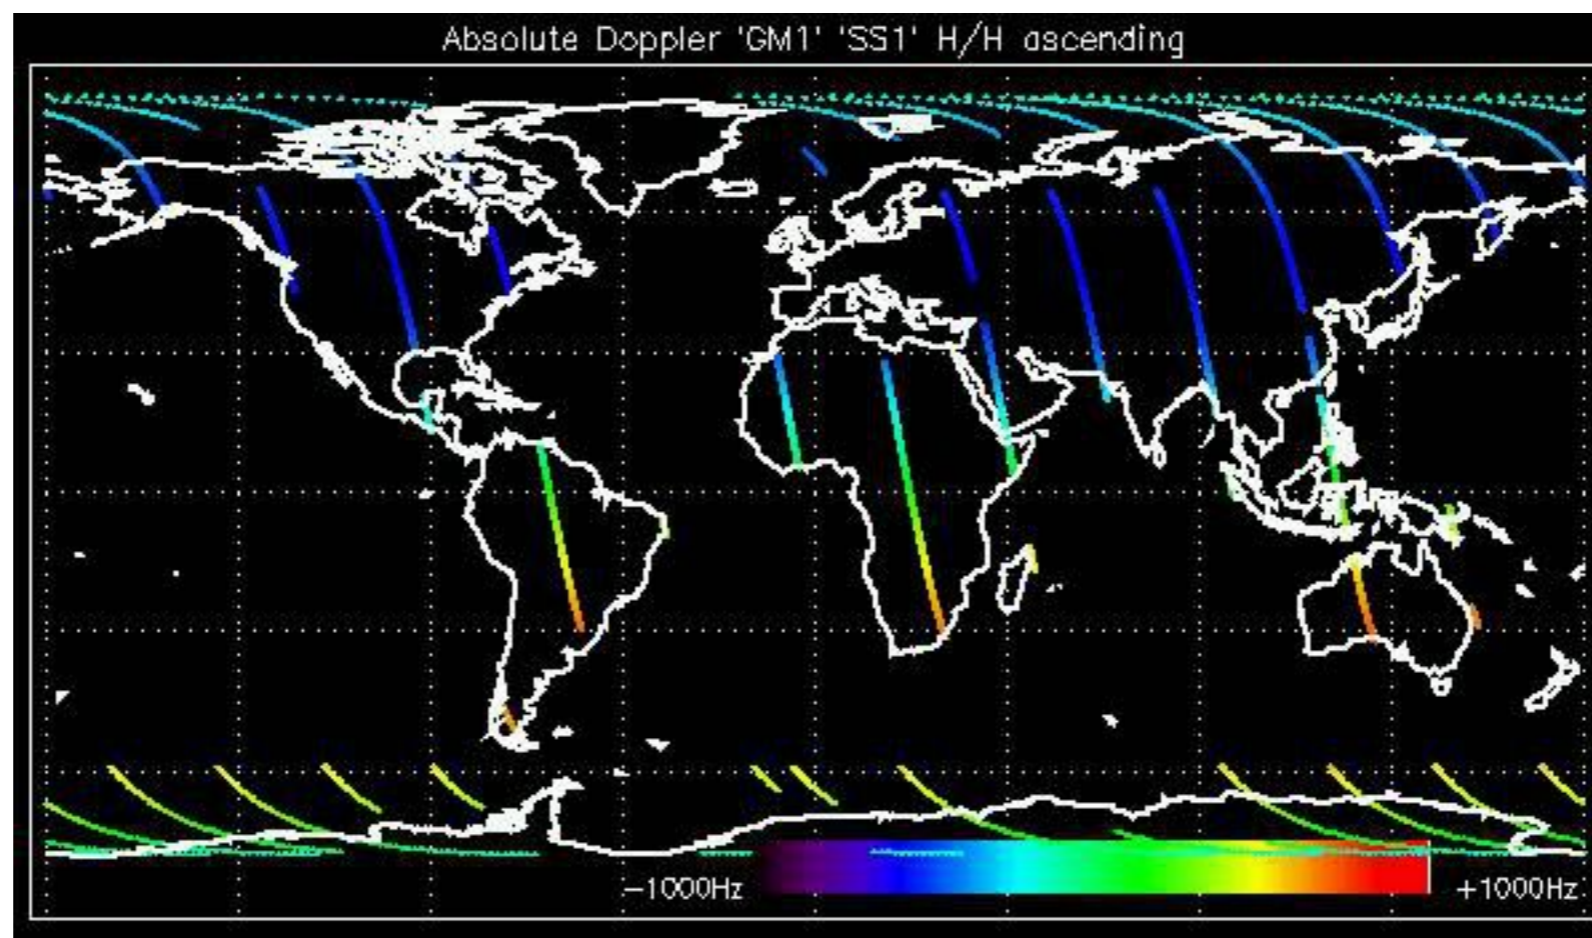 Absolute Doppler 'GM1' 'SS1' H/H ascending
-1000Hz +1000Hz